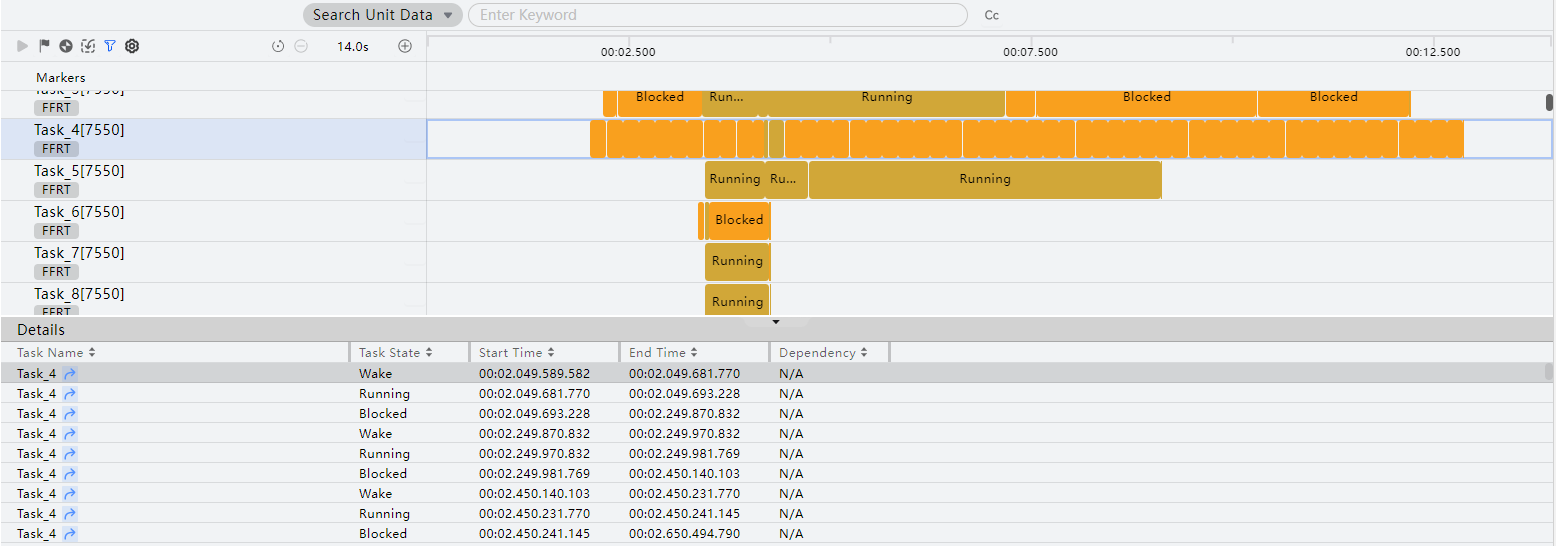 Search Unit Data Enter Keyword Cc
14.0s 00:02.500 00:07.500 00:12.500
Markers
Task_3[7550]
FFRT Blocked Run... Running Blocked Blocked
Task_4[7550]
FFRT
Task_5[7550]
FFRT Running Ru... Running
Task_6[7550]
FFRT Blocked
Task_7[7550]
FFRT Running
Task_8[7550]
FFRT Running
Details
Task Name Task State Start Time End Time Dependency
Task_4 Wake 00:02.049.589.582 00:02.049.681.770 N/A
Task_4 Running 00:02.049.681.770 00:02.049.693.228 N/A
Task_4 Blocked 00:02.049.693.228 00:02.249.870.832 N/A
Task_4 Wake 00:02.249.870.832 00:02.249.970.832 N/A
Task_4 Running 00:02.249.970.832 00:02.249.981.769 N/A
Task_4 Blocked 00:02.249.981.769 00:02.450.140.103 N/A
Task_4 Wake 00:02.450.140.103 00:02.450.231.770 N/A
Task_4 Running 00:02.450.231.770 00:02.450.241.145 N/A
Task_4 Blocked 00:02.450.241.145 00:02.650.494.790 N/A